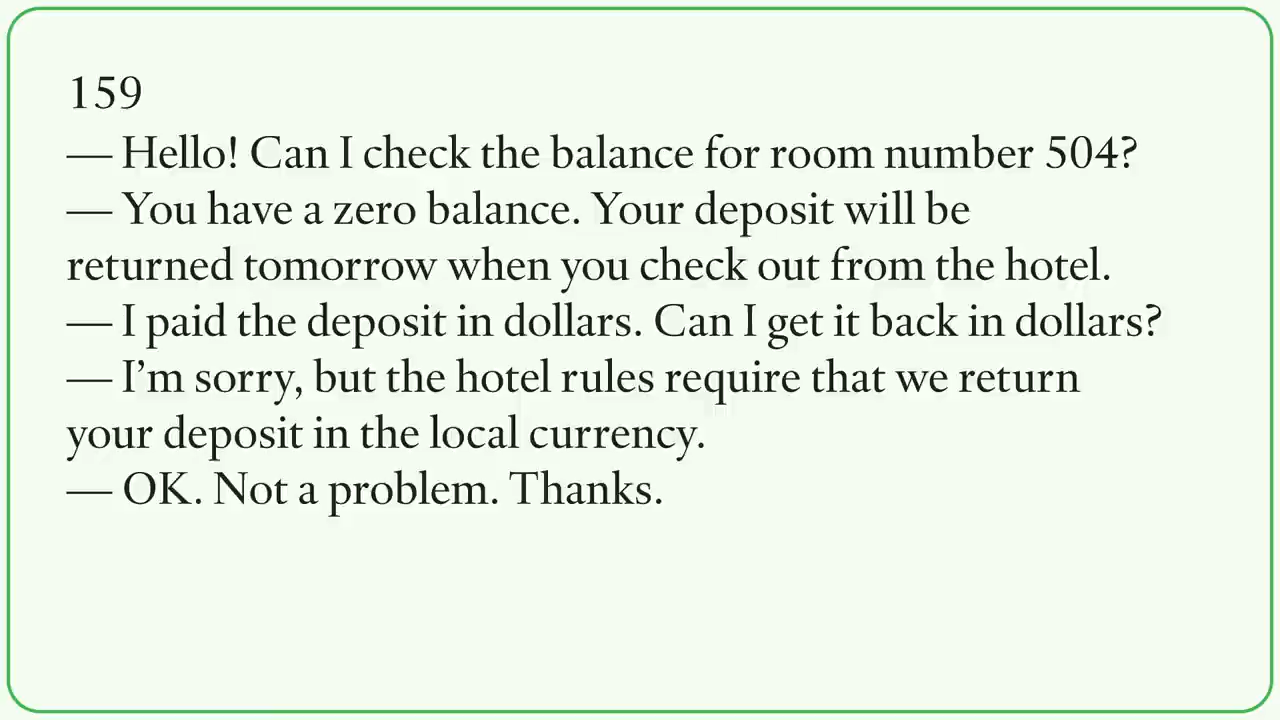 159
— Hello! Can I check the balance for room number 504?
— You have a zero balance. Your deposit will be
returned tomorrow when you check out from the hotel.
— I paid the deposit in dollars. Can I get it back in dollars?
— I’m sorry, but the hotel rules require that we return
your deposit in the local currency.
— OK. Not a problem. Thanks.